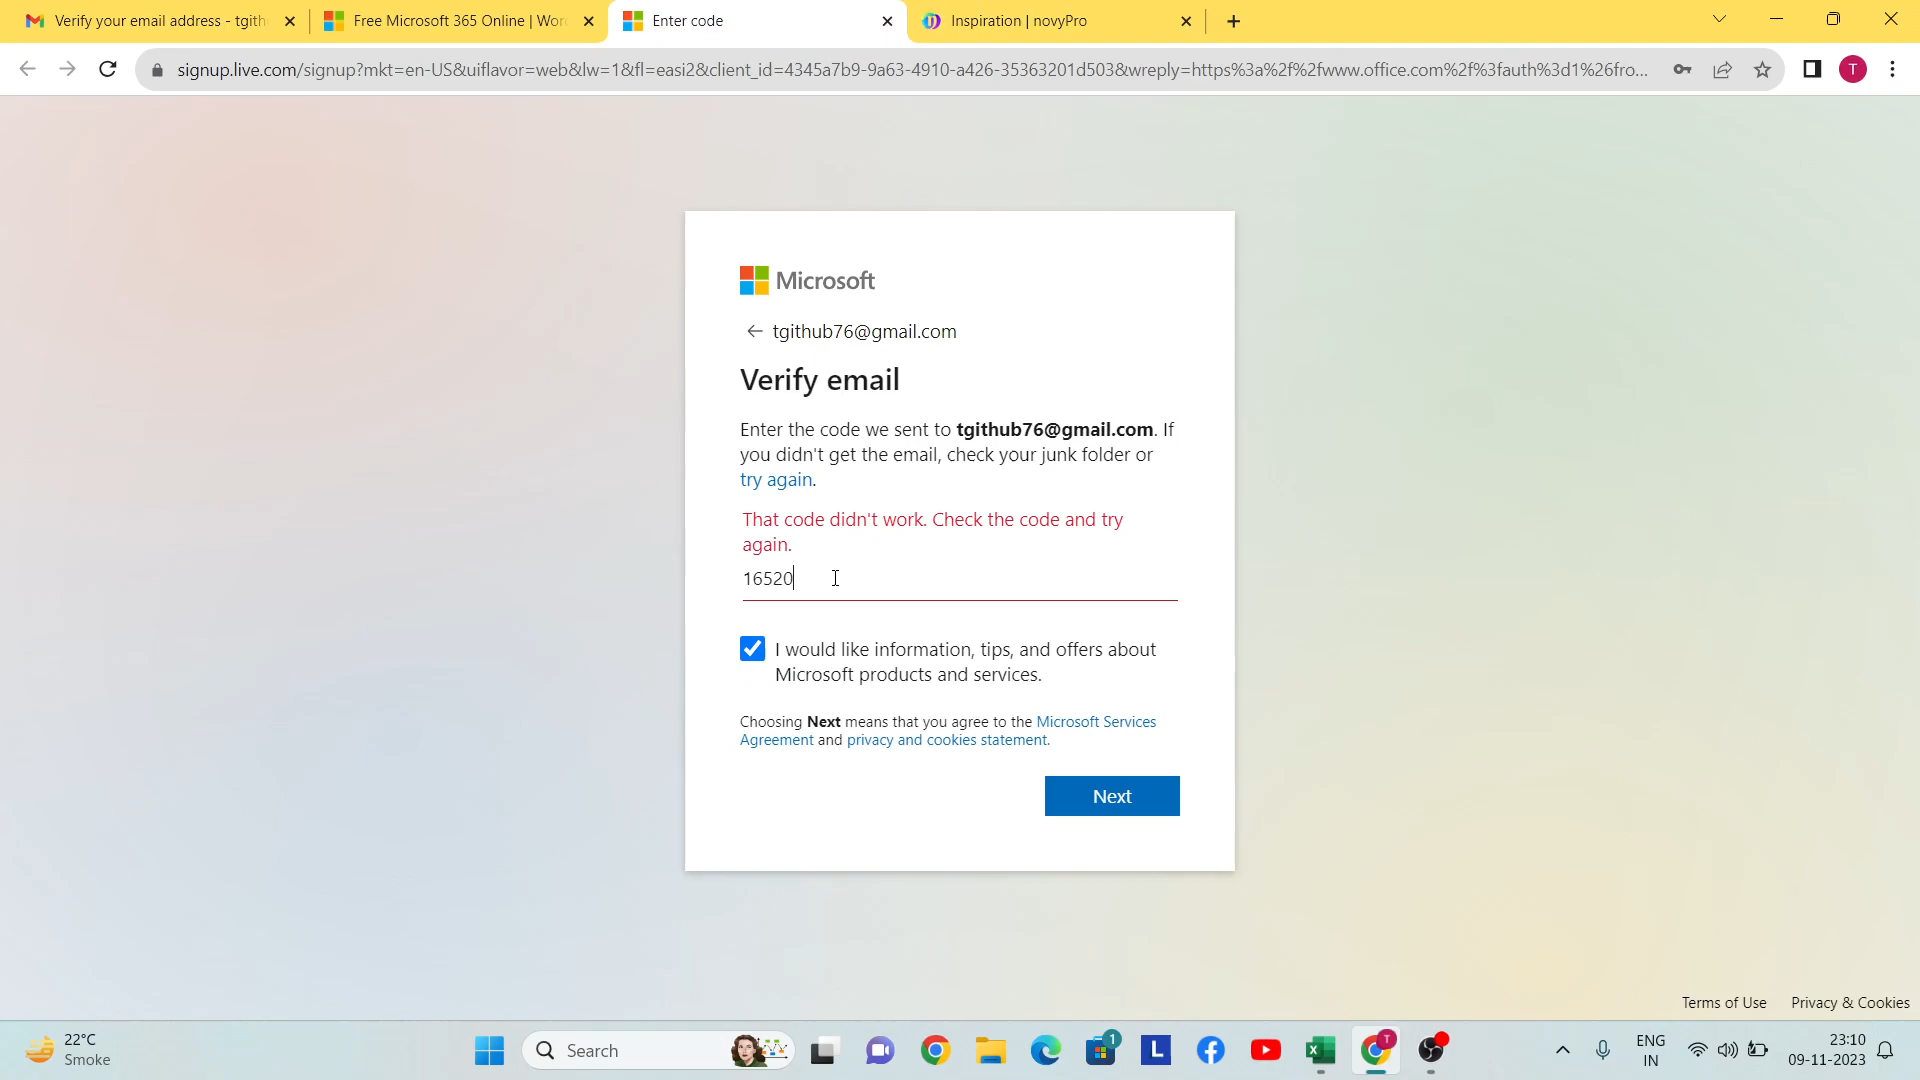 Verify your email address - tgith
Free Microsoft 365 Online | Wor
Enter code
Inspiration | novyPro
signup.live.com/signup?mkt=en-US&uiflavor=web&lw=1&fl=easi2&client_id=4345a7b9-9a63-4910-a426-35363201d503&wreply=https%3a%2f%2fwww.office.com%2f%3fauth%3d1%26fro...
T
Microsoft
← tgithub76@gmail.com
Verify email
Enter the code we sent to tgithub76@gmail.com. If
you didn't get the email, check your junk folder or
try again.
That code didn't work. Check the code and try
again.
16520
I would like information, tips, and offers about
Microsoft products and services.
Choosing Next means that you agree to the Microsoft Services
Agreement and privacy and cookies statement.
Next
Terms of Use
Privacy & Cookies
22°C
Smoke
Search
1
L
T
ENG
IN
23:10
09-11-2023